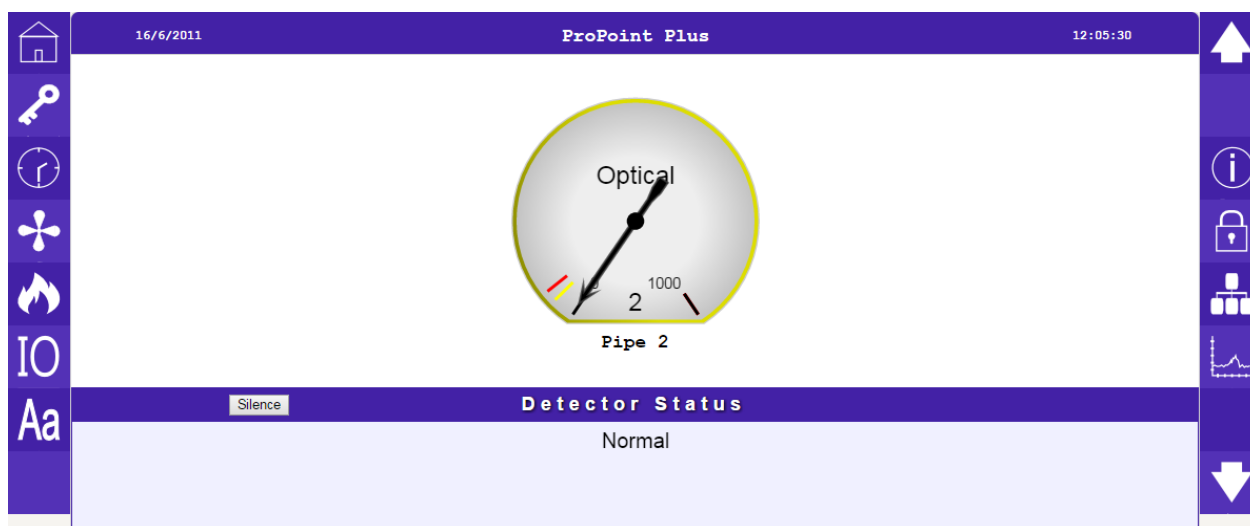 16/6/2011 ProPoint Plus 12:05:30
Optical
0 1000
2
Pipe 2
IO
Silence Detector Status
Aa
Normal